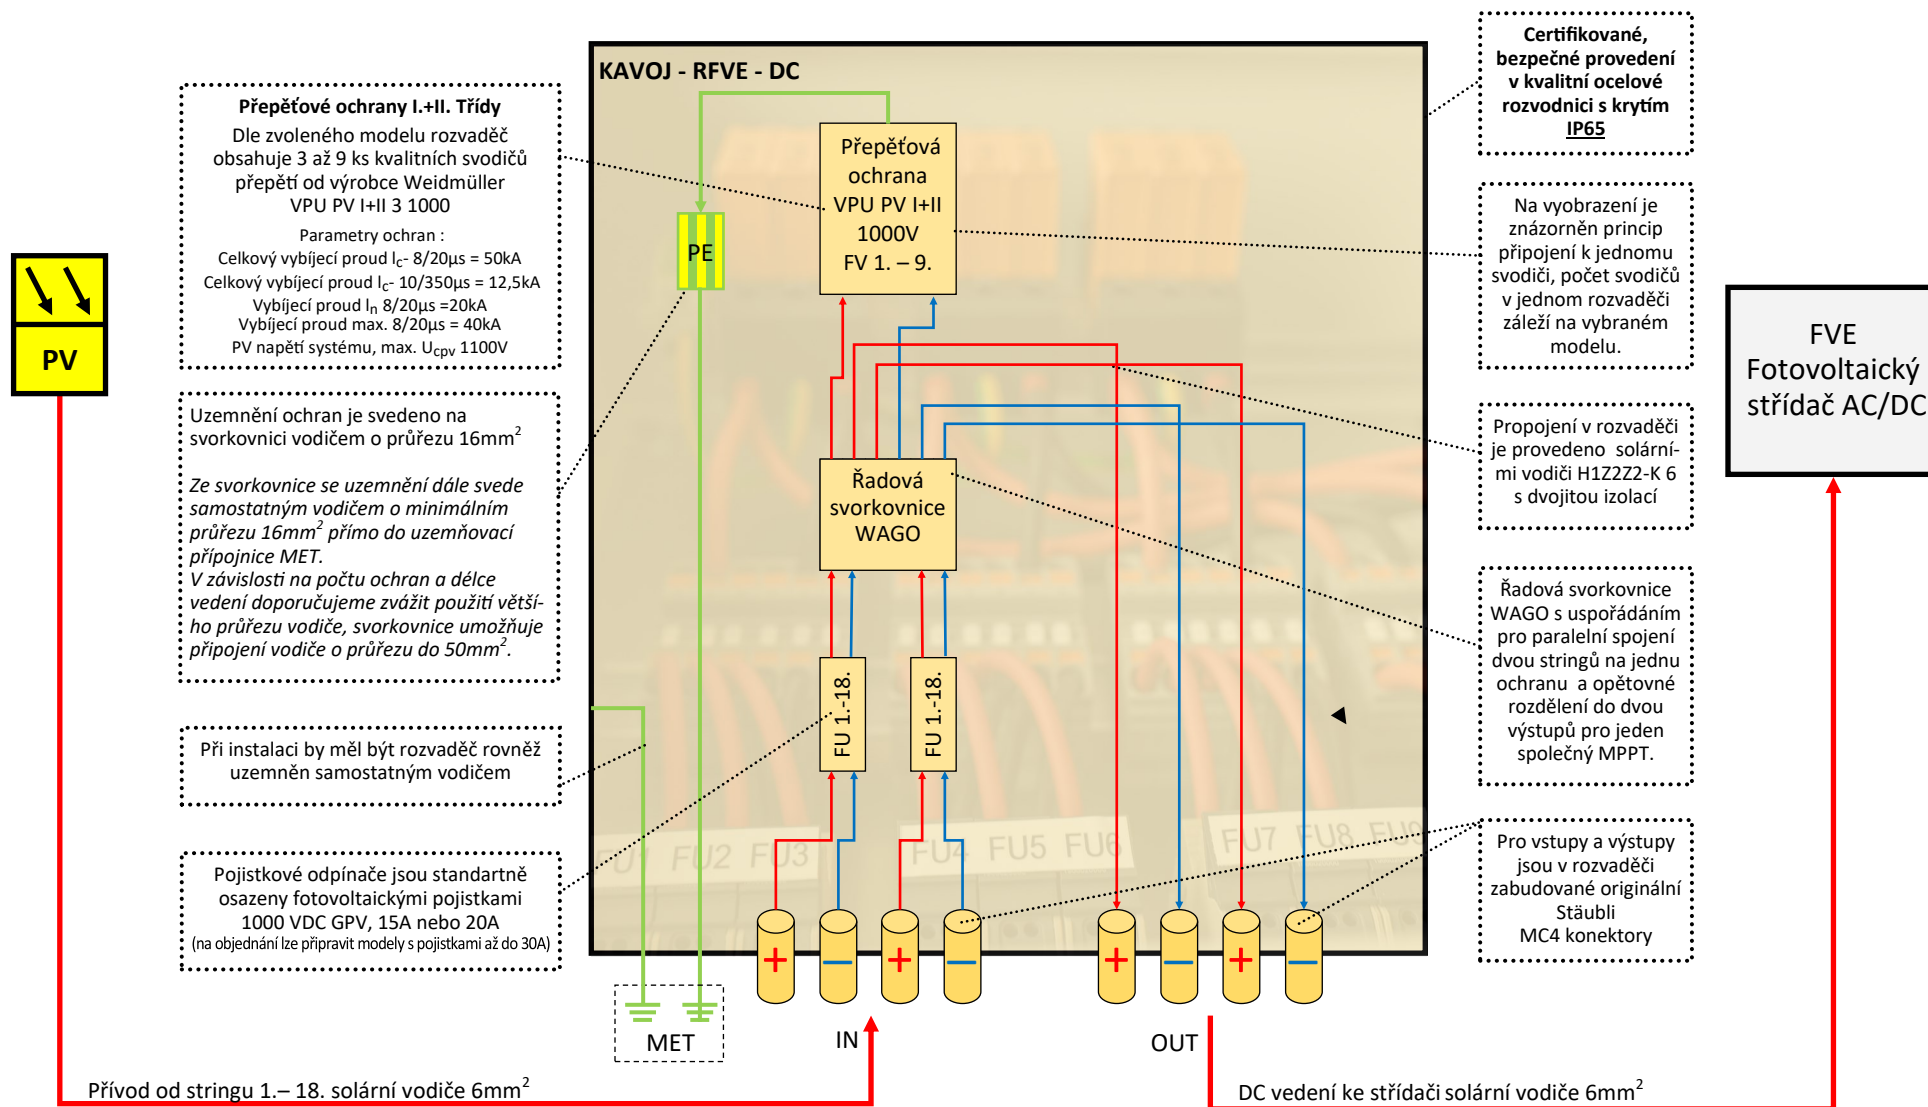 KAVOJ - RFVE - DC
Přepěťové ochrany I.+II. Třídy
Dle zvoleného modelu rozvaděč
obsahuje 3 až 9 ks kvalitních svodičů
přepětí od výrobce Weidmüller
VPU PV I+II 3 1000
Parametry ochran :
Celkový vybíjecí proud Ic- 8/20µs = 50kA
Celkový vybíjecí proud Ic- 10/350µs = 12,5kA
Vybíjecí proud In 8/20µs =20kA
Vybíjecí proud max. 8/20µs = 40kA
PV napětí systému, max. Ucpv 1100V
PV
Uzemnění ochran je svedeno na
svorkovnici vodičem o průřezu 16mm²
Ze svorkovnice se uzemnění dále svede
samostatným vodičem o minimálním
průřezu 16mm² přímo do uzemňovací
přípojnice MET.
V závislosti na počtu ochran a délce
vedení doporučujeme zvážit použití větší-
ho průřezu vodiče, svorkovnice umožňuje
připojení vodiče o průřezu do 50mm².
Při instalaci by měl být rozvaděč rovněž
uzemněn samostatným vodičem
Pojistkové odpínače jsou standartně
osazeny fotovoltaickými pojistkami
1000 VDC GPV, 15A nebo 20A
(na objednání lze připravit modely s pojistkami až do 30A)
PE
Přepěťová
ochrana
VPU PV I+II
1000V
FV 1. – 9.
Řadová
svorkovnice
WAGO
FU 1.-18.
FU 1.-18.
FU1 FU2 FU3
FU4 FU5 FU6
FU7 FU8 FU9
+
−
+
−
+
−
+
−
MET
IN
OUT
Certifikované,
bezpečné provedení
v kvalitní ocelové
rozvodnici s krytím
IP65
Na vyobrazení je
znázorněn princip
připojení k jednomu
svodiči, počet svodičů
v jednom rozvaděči
záleží na vybraném
modelu.
Propojení v rozvaděči
je provedeno solární-
mi vodiči H1Z2Z2-K 6
s dvojitou izolací
Řadová svorkovnice
WAGO s uspořádáním
pro paralelní spojení
dvou stringů na jednu
ochranu a opětovné
rozdělení do dvou
výstupů pro jeden
společný MPPT.
Pro vstupy a výstupy
jsou v rozvaděči
zabudované originální
Stäubli
MC4 konektory
FVE
Fotovoltaický
střídač AC/DC
Přívod od stringu 1.– 18. solární vodiče 6mm²
DC vedení ke střídači solární vodiče 6mm²